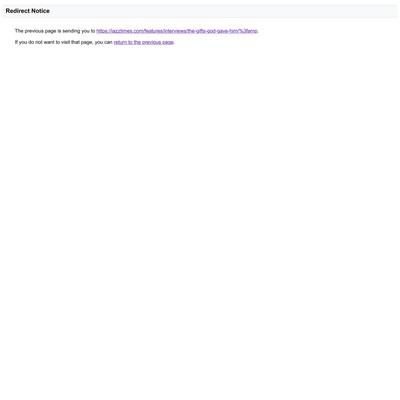 Redirect Notice
The previous page is sending you to https://jazztimes.com/features/interviews/the-gifts-god-gave-him/%3famp.
If you do not want to visit that page, you can return to the previous page.